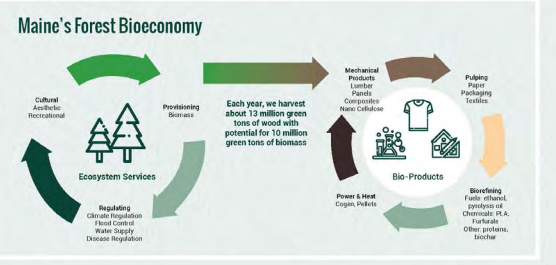 Maine's Forest Bioeconomy
Cultural
Aesthetic
Recreational
Provisioning
Biomass
Ecosystem Services
Regulating
Climate Regulation
Flood Control
Water Supply
Disease Regulation
Each year, we harvest
about 13 million green
tons of wood with
potential for 10 million
green tons of biomass
Mechanical
Products
Lumber
Panels
Composites
Nano Cellulose
Pulping
Paper
Packaging
Textiles
Bio-Products
Power & Heat
Cogen, Pellets
Biorefining
Fuels: ethanol,
pyrolysis oil
Chemicals: PLA,
Furfurals
Other: proteins,
biochar